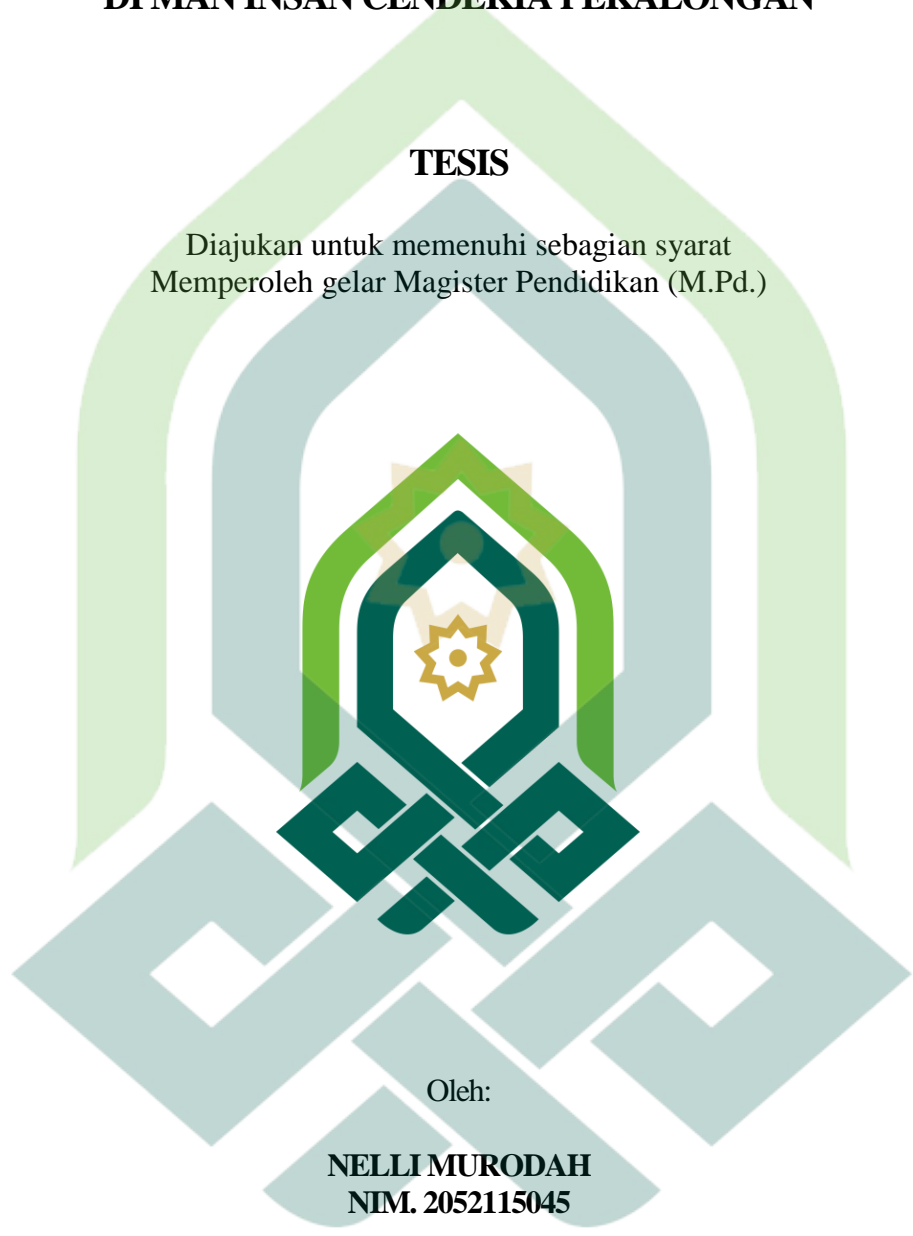 DI MAN INSAN CENDEKIA PEKALONGAN
TESIS
Diajukan untuk memenuhi sebagian syarat
Memperoleh gelar Magister Pendidikan (M.Pd.)
Oleh:
NELLI MURODAH
NIM. 2052115045